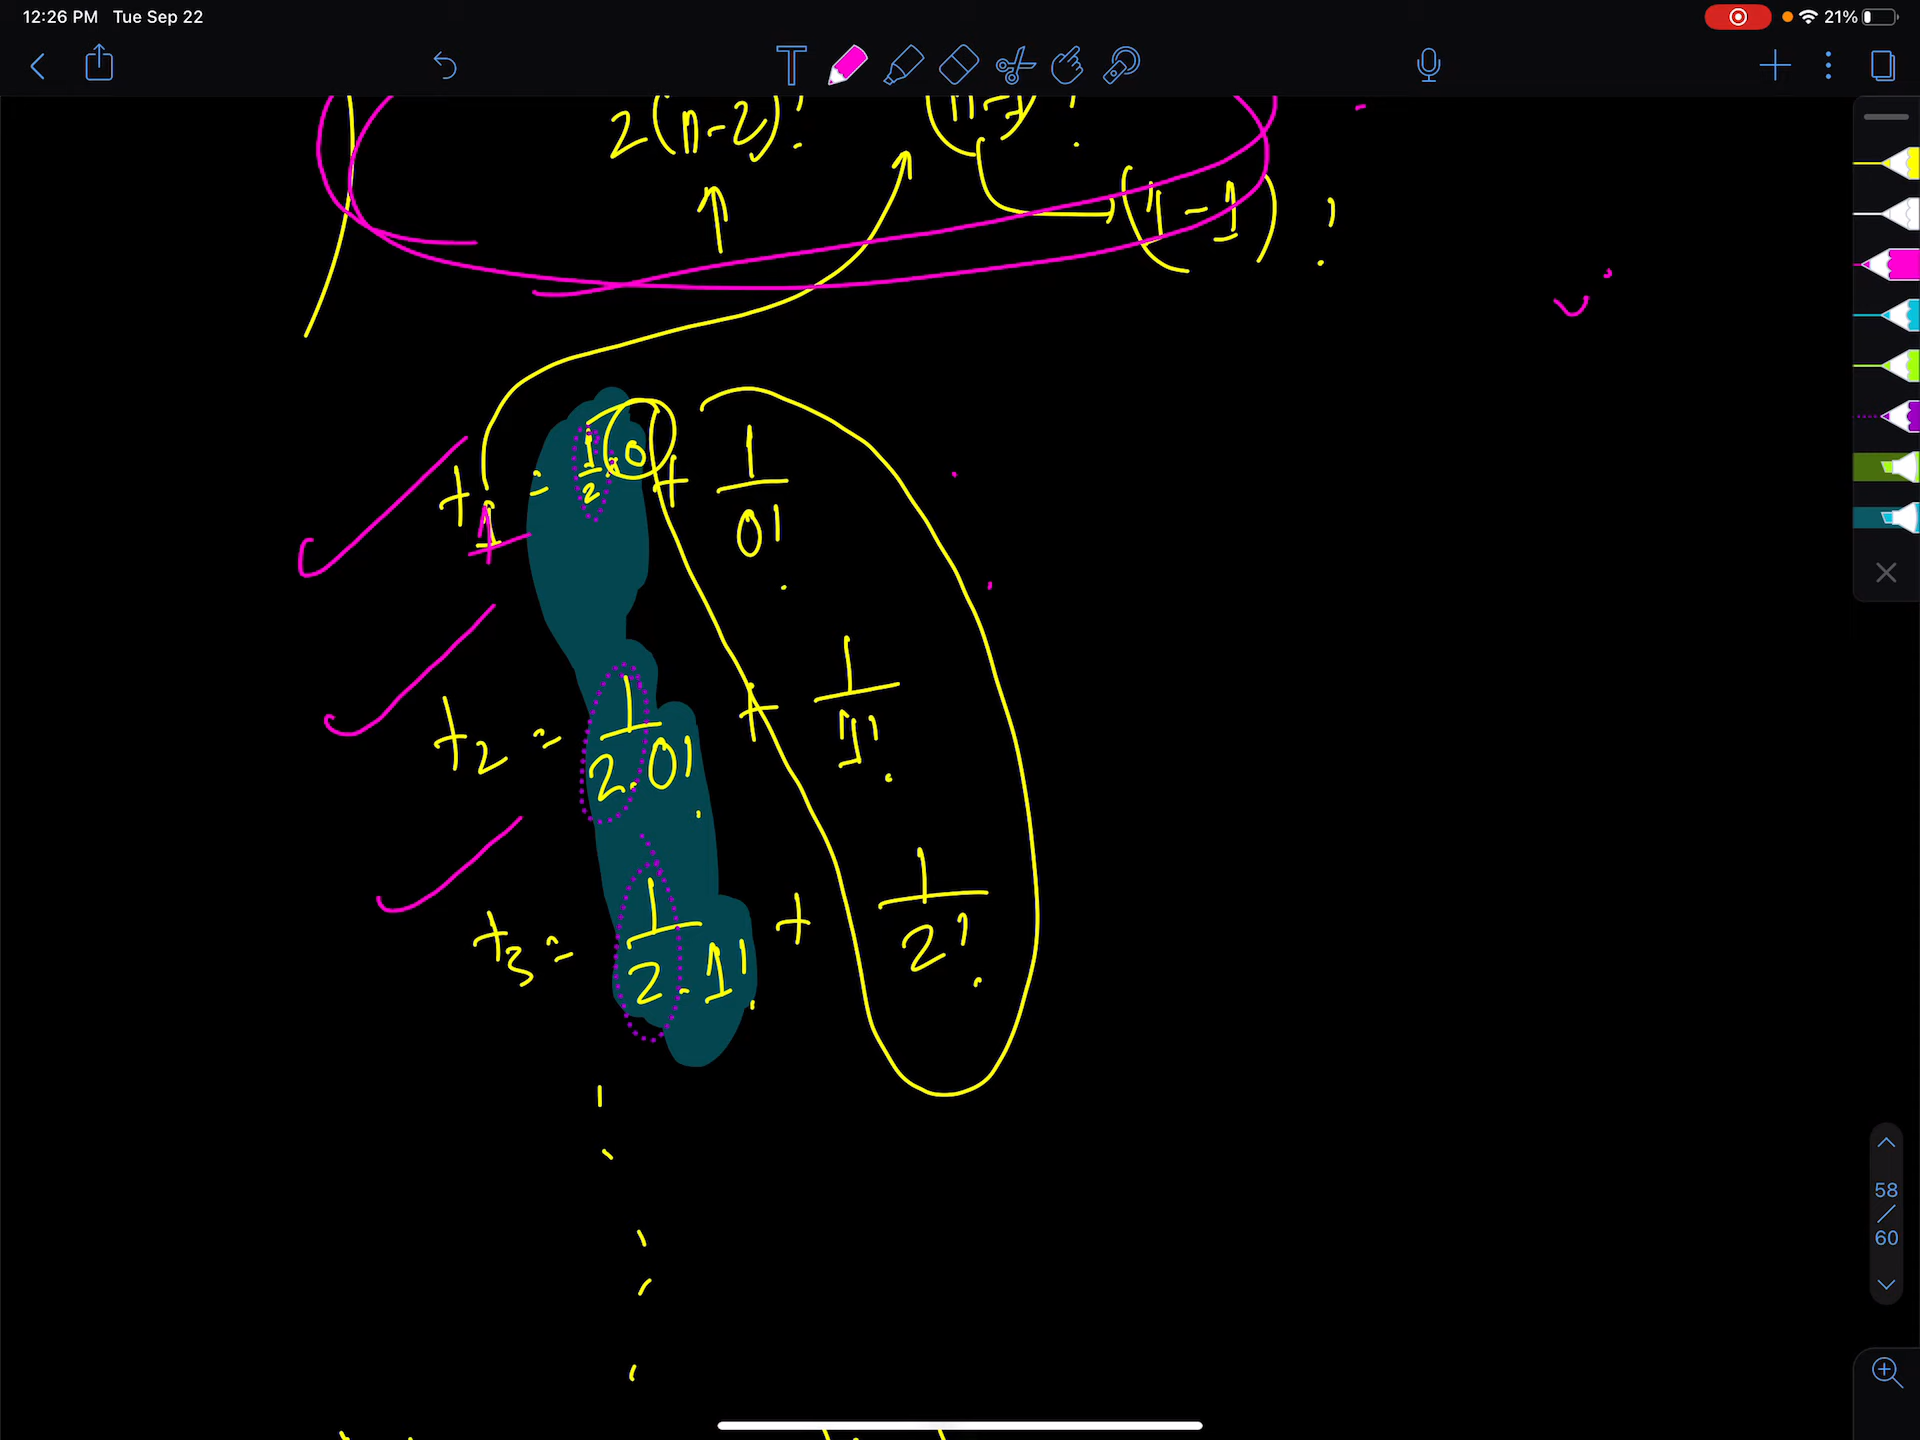 12:26 PM Tue Sep 22
21%
2(n-2)! (n-1)!
(1-1)!
t₁ = 1/2 · 0 + 1/0!
t₂ = 1/2.0! + 1/1!
t₃ = 1/2.1! + 1/2!
58
/
60